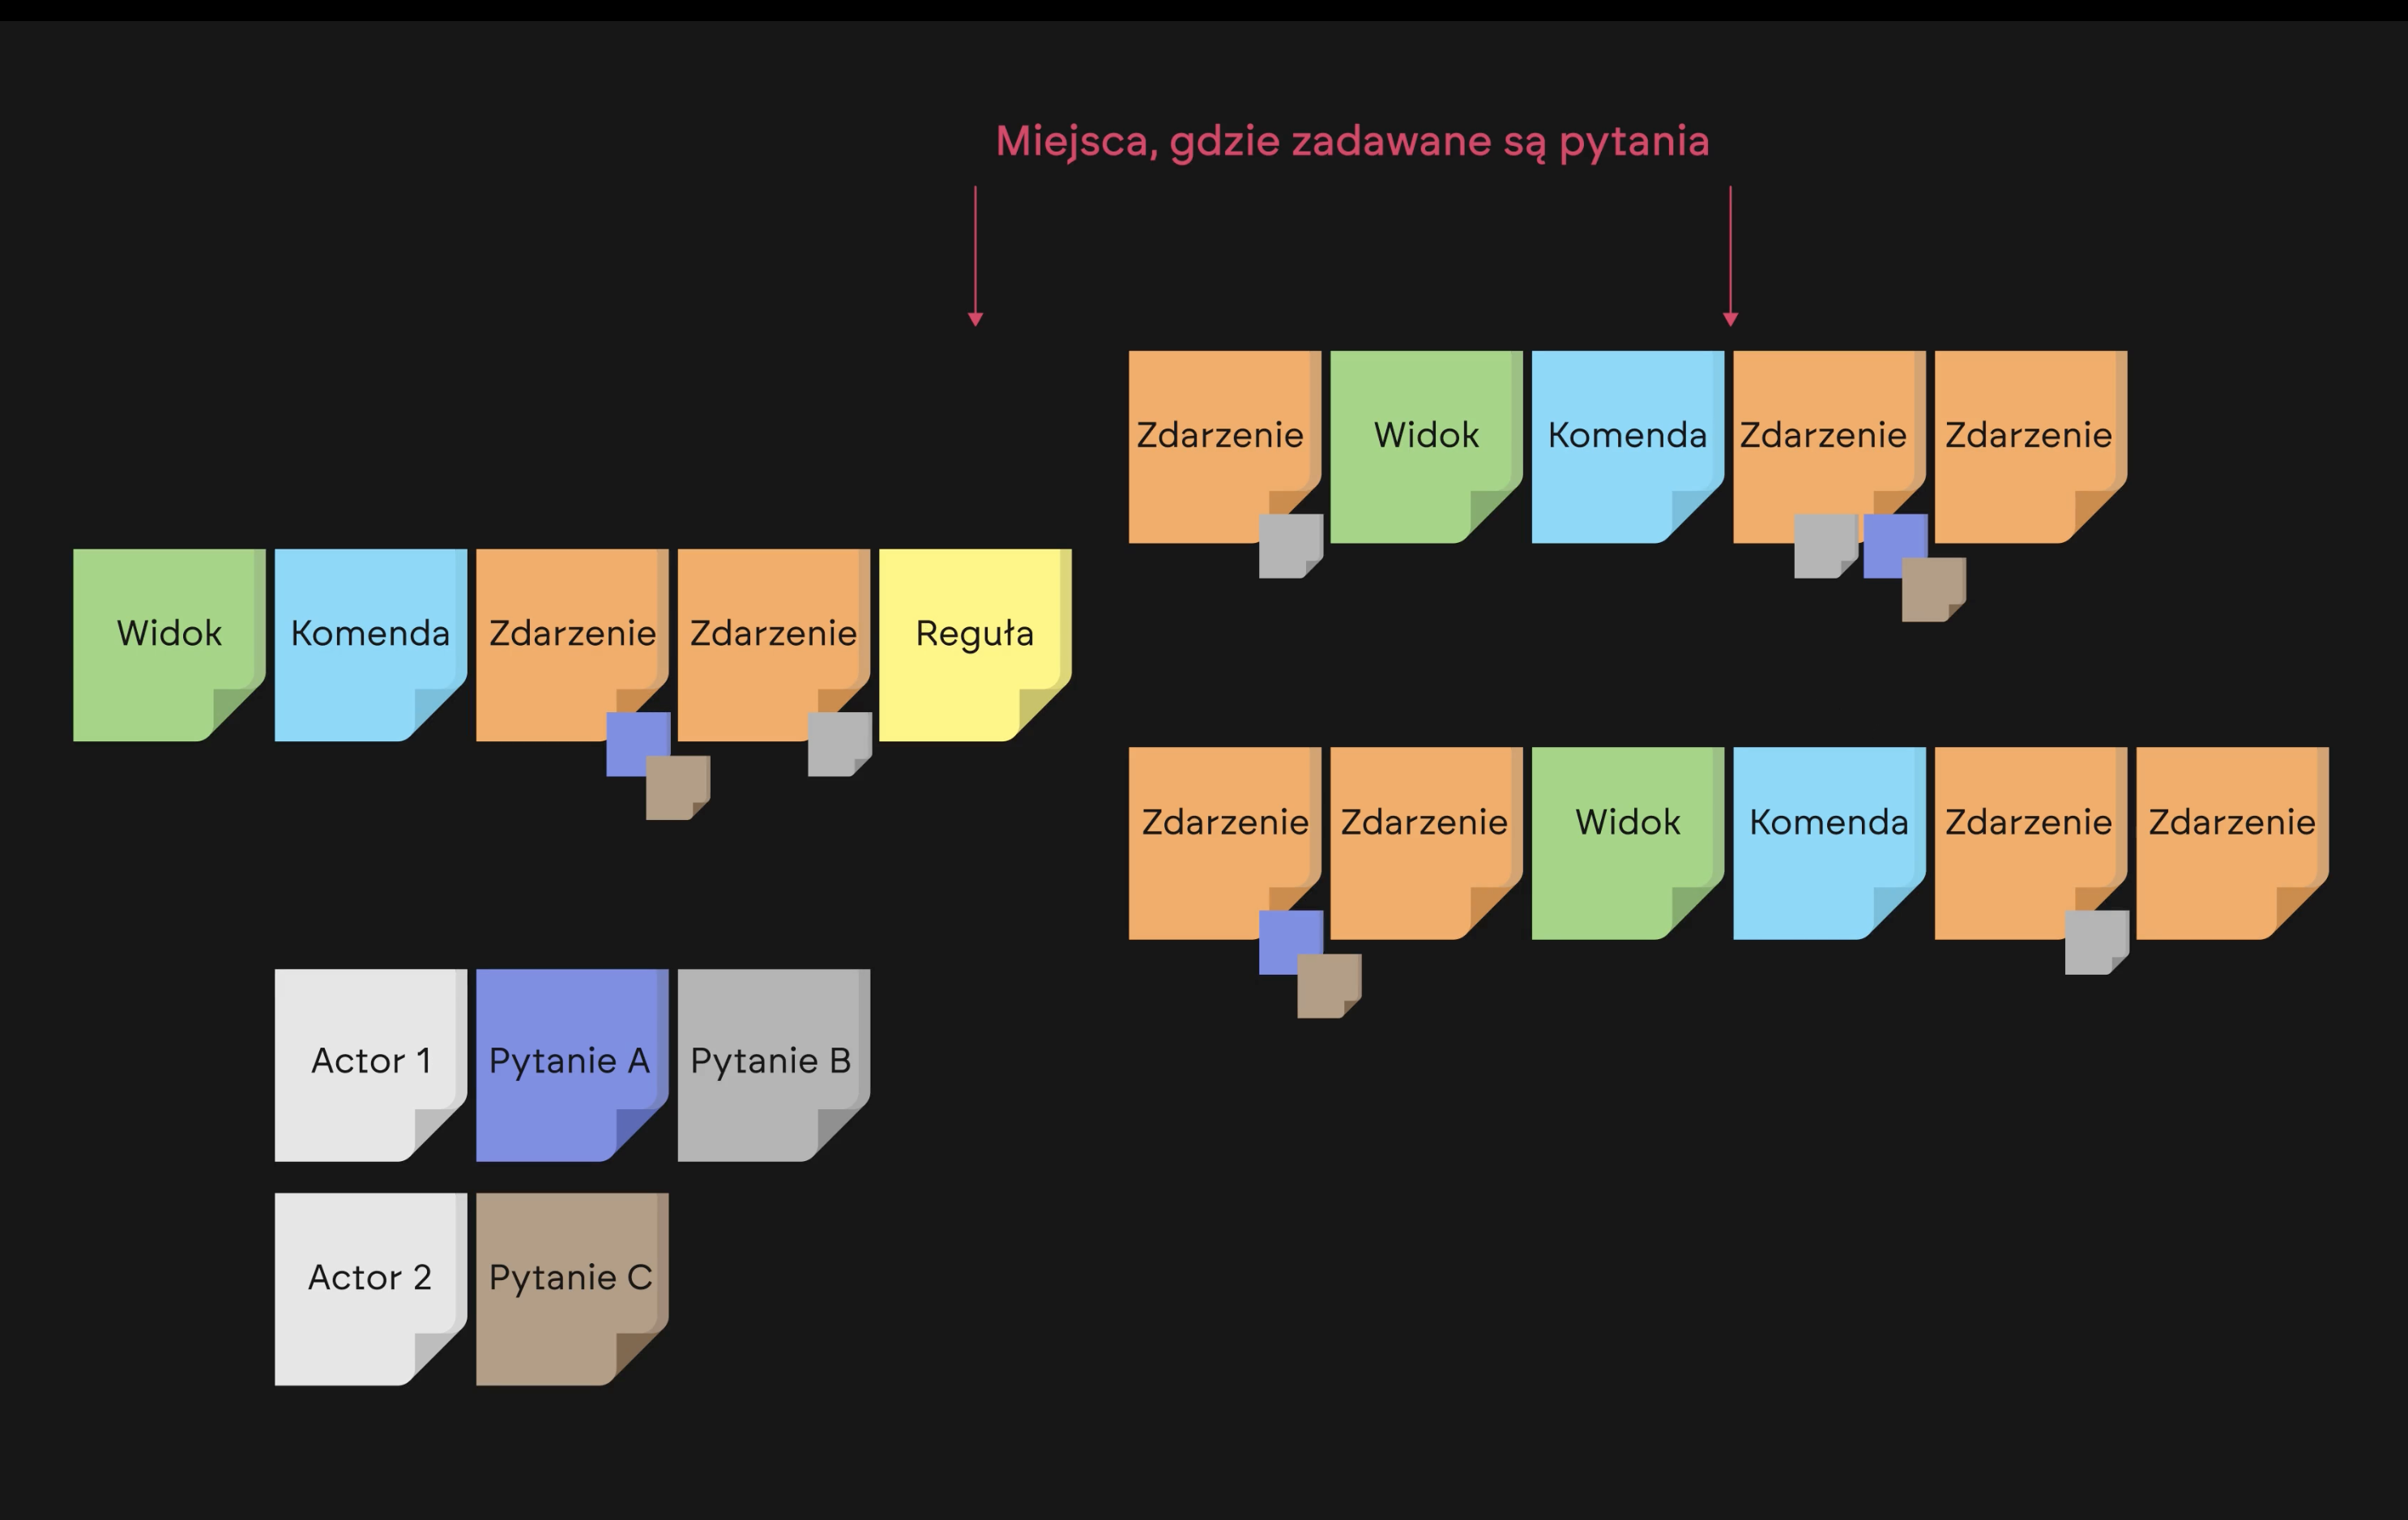 Miejsca, gdzie zadawane są pytania
Zdarzenie
Widok
Komenda
Zdarzenie
Zdarzenie
Widok
Komenda
Zdarzenie
Zdarzenie
Reguła
Zdarzenie
Zdarzenie
Widok
Komenda
Zdarzenie
Zdarzenie
Actor 1
Pytanie A
Pytanie B
Actor 2
Pytanie C